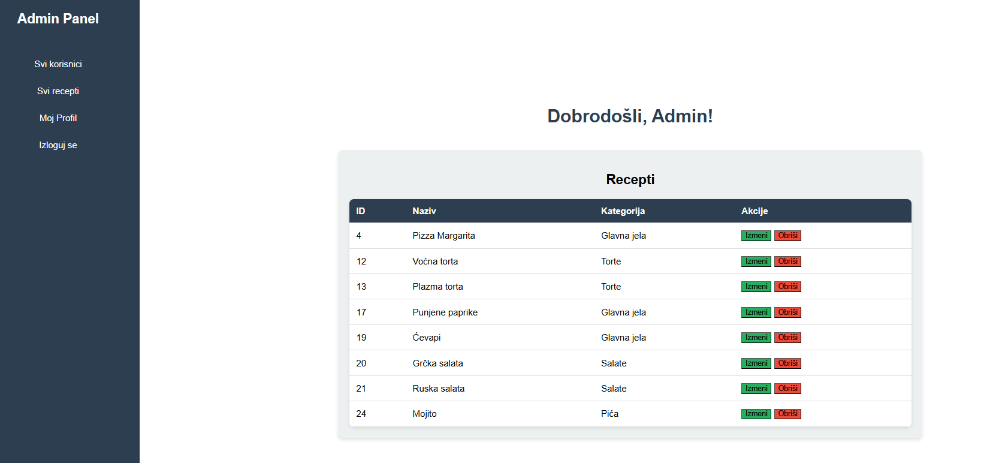 Admin Panel
Svi korisnici
Svi recepti
Moj Profil
Izloguj se
Dobrodošli, Admin!
Recepti
ID Naziv Kategorija Akcije
4 Pizza Margarita Glavna jela Izmeni Obriši
12 Voćna torta Torte Izmeni Obriši
13 Plazma torta Torte Izmeni Obriši
17 Punjene paprike Glavna jela Izmeni Obriši
19 Ćevapi Glavna jela Izmeni Obriši
20 Grčka salata Salate Izmeni Obriši
21 Ruska salata Salate Izmeni Obriši
24 Mojito Pića Izmeni Obriši